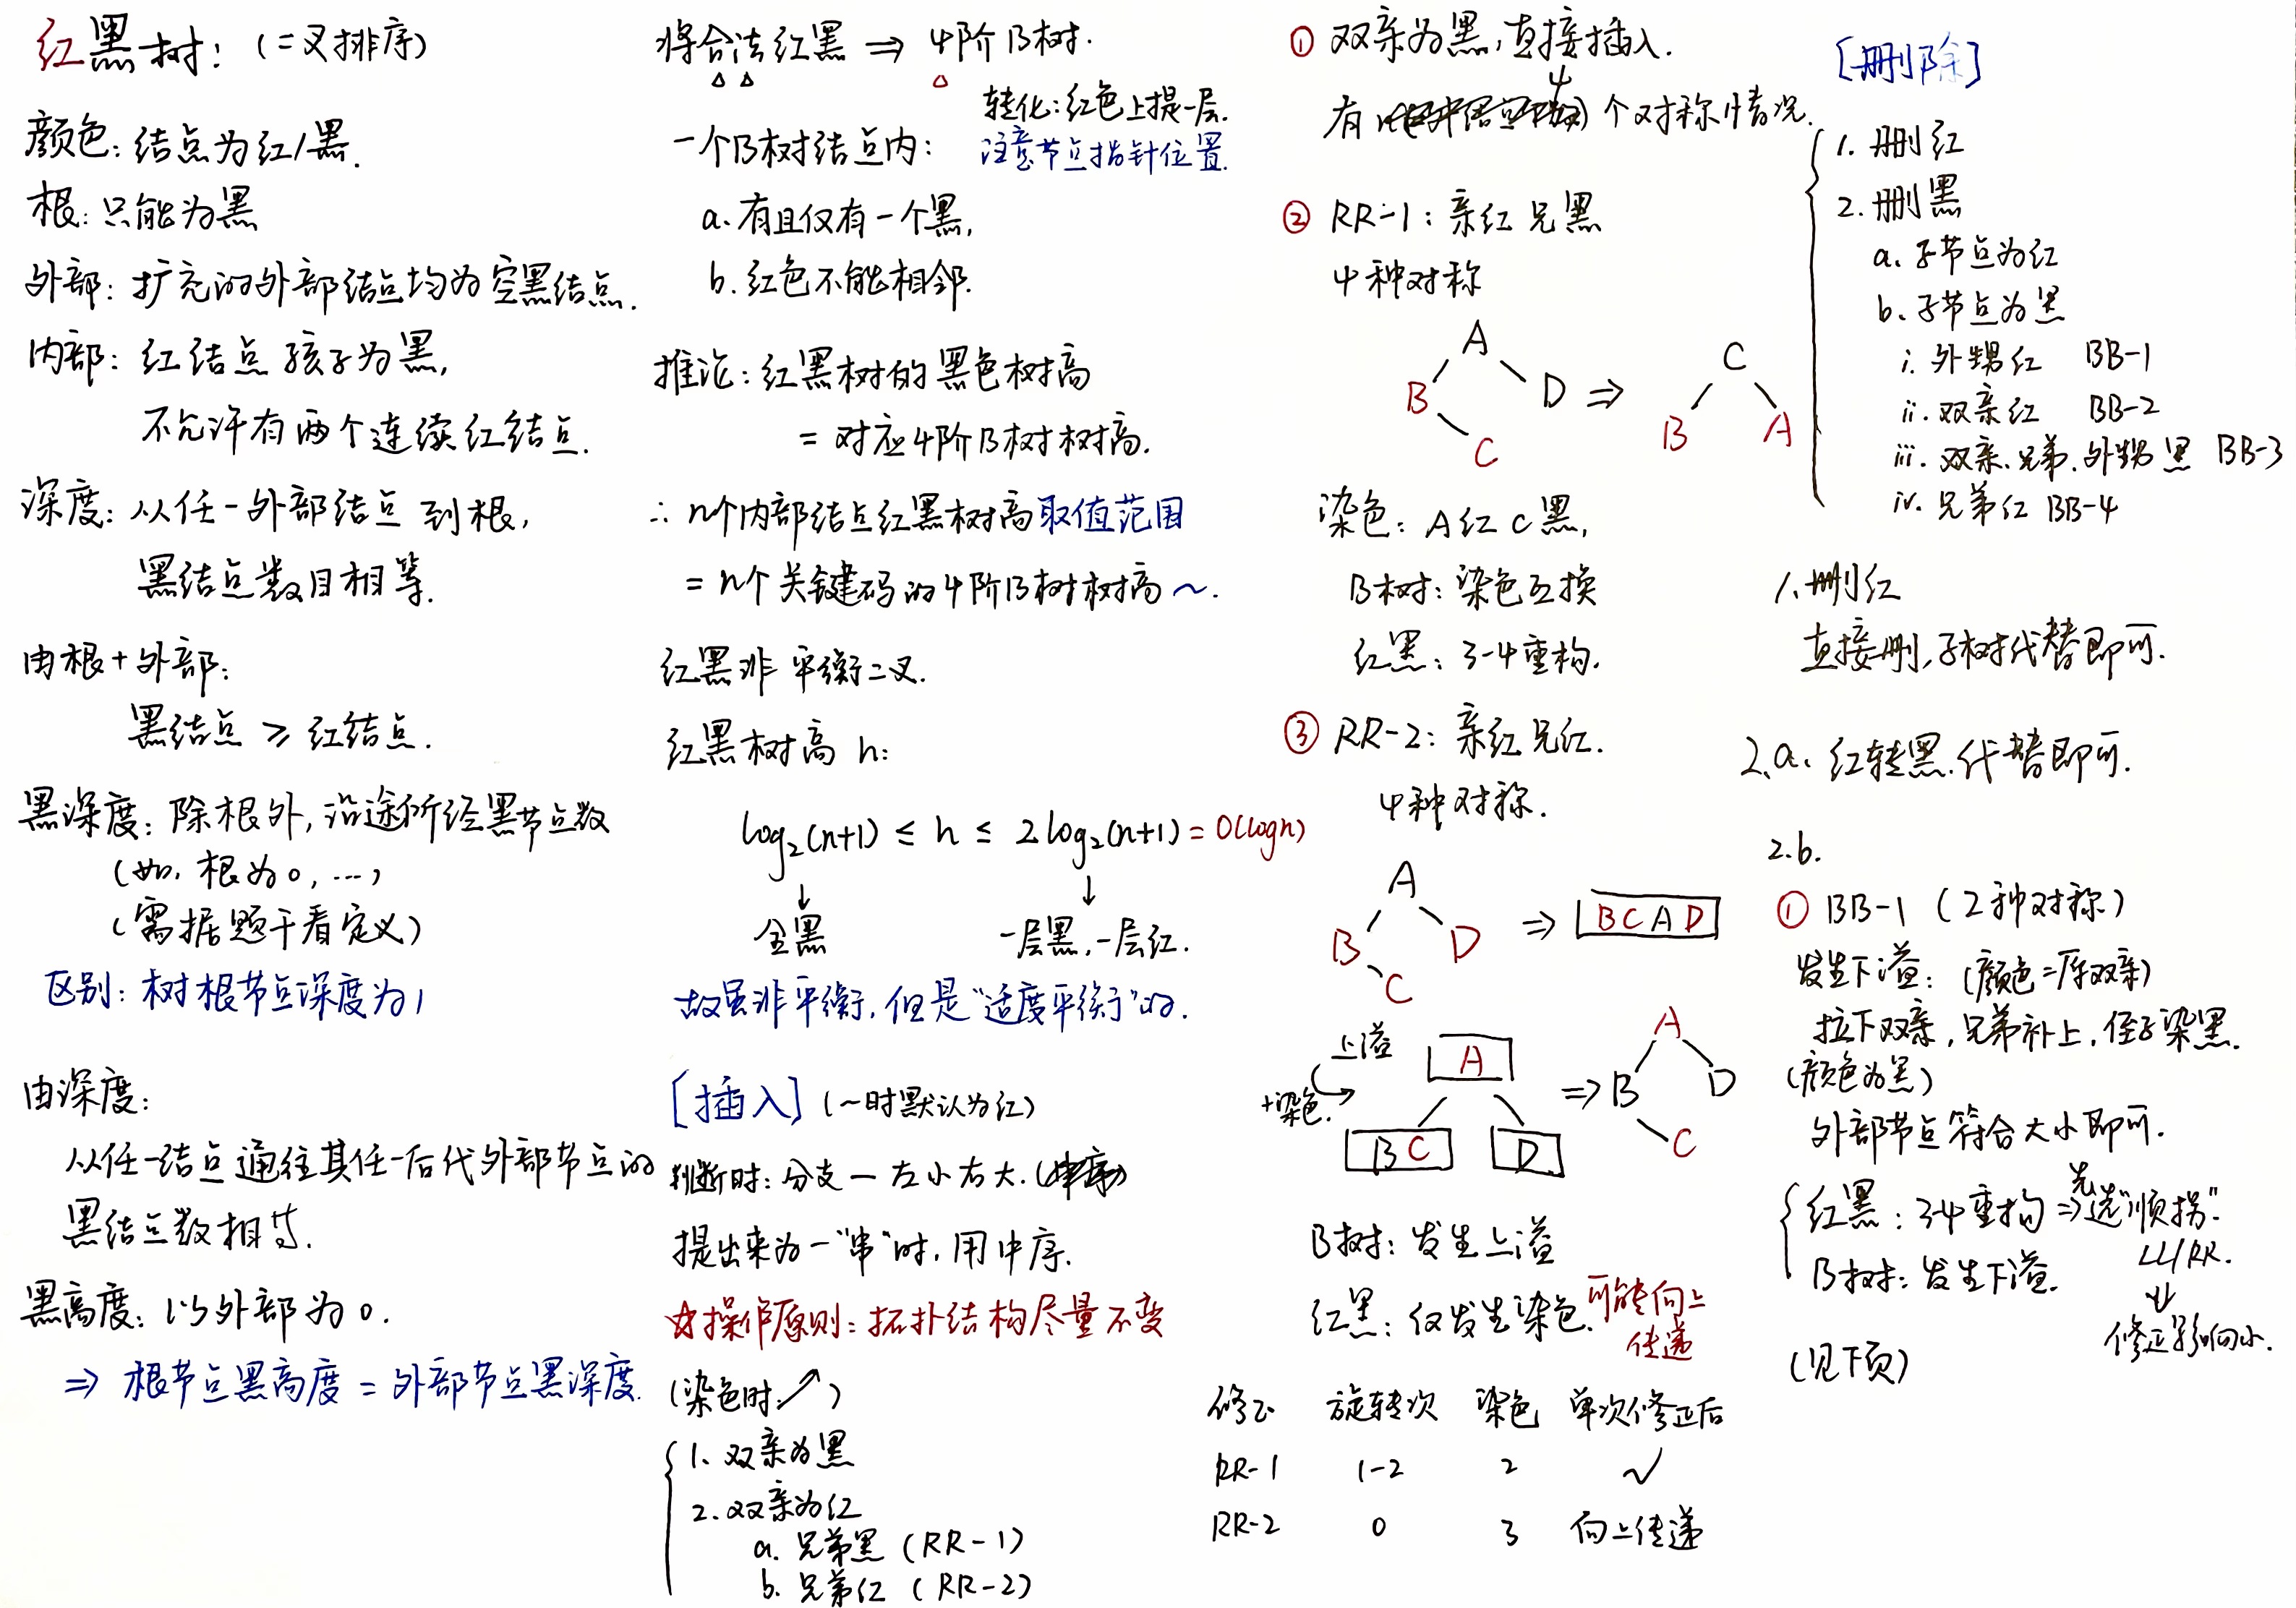 红黑树：（二叉排序）
颜色：结点为红/黑.
根：只能为黑
外部：扩充的外部结点均为空黑结点.
内部：红结点孩子为黑,
不允许有两个连续红结点.
深度：从任一外部结点到根,
黑结点数目相等.
由根+外部：
黑结点 ≥ 红结点.
黑深度：除根外,沿途所经黑节点数
（如,根为0,…,
（需据题干看定义）
区别：树根节点深度为1
由深度：
从任一结点通往其任一后代外部节点的
黑结点数相等.
黑高度：以外部为0.
⇒ 根节点黑高度 = 外部节点黑深度.
将合法红黑 ⇒ 4阶B树.
转化：红色上提一层.
一个B树结点内：
注意节点指针位置.
a. 有且仅有一个黑,
b. 红色不能相邻.
推论：红黑树的黑色树高
= 对应4阶B树树高.
∴ n个内部结点红黑树高取值范围
= n个关键码的4阶B树树高～.
红黑非平衡二叉.
红黑树高 h：
log₂(n+1) ≤ h ≤ 2log₂(n+1) = O(logn)
↓ ↓
全黑 一层黑,一层红.
故虽非平衡,但是“适度平衡”的.
[插入]（~时默认为红）
判断时：分支一左小右大.
提出来为一“串”时,用中序.
☆操作原则：拓扑结构尽量不变
（染色时↗）
1. 双亲为黑
2. 双亲为红
a. 兄弟黑（RR-1）
b. 兄弟红（RR-2）
① 双亲为黑,直接插入.
有 个对称情况.
② RR-1：亲红兄黑
4种对称
A
B D ⇒
C
C
B A
染色：A红C黑,
B树：染色互换
红黑：3-4重构.
③ RR-2：亲红兄红.
4种对称.
A
B D ⇒ BCAD
C
上溢
+染色.
A
BC D
⇒
A
B D
C
B树：发生上溢
红黑：仅发生染色.可能向上
传递
修正 旋转次 染色 单次修正后
RR-1 1-2 2 √
RR-2 0 3 向上传递
[删除]
1. 删红
2. 删黑
a. 子节点为红
b. 子节点为黑
i. 外甥红 BB-1
ii. 双亲红 BB-2
iii. 双亲.兄弟.外甥黑 BB-3
iv. 兄弟红 BB-4
1.删红
直接删,子树代替即可.
2.a. 红转黑.代替即可.
2.b.
① BB-1（2种对称）
发生下溢：（颜色=原双亲）
拉下双亲,兄弟补上,侄子染黑.
（颜色为黑）
外部节点符合大小即可.
红黑：3-4重构⇒先选“顺拐”.
LL/RR.
B树：发生下溢.
⇓
修正影响小.
（见下页）